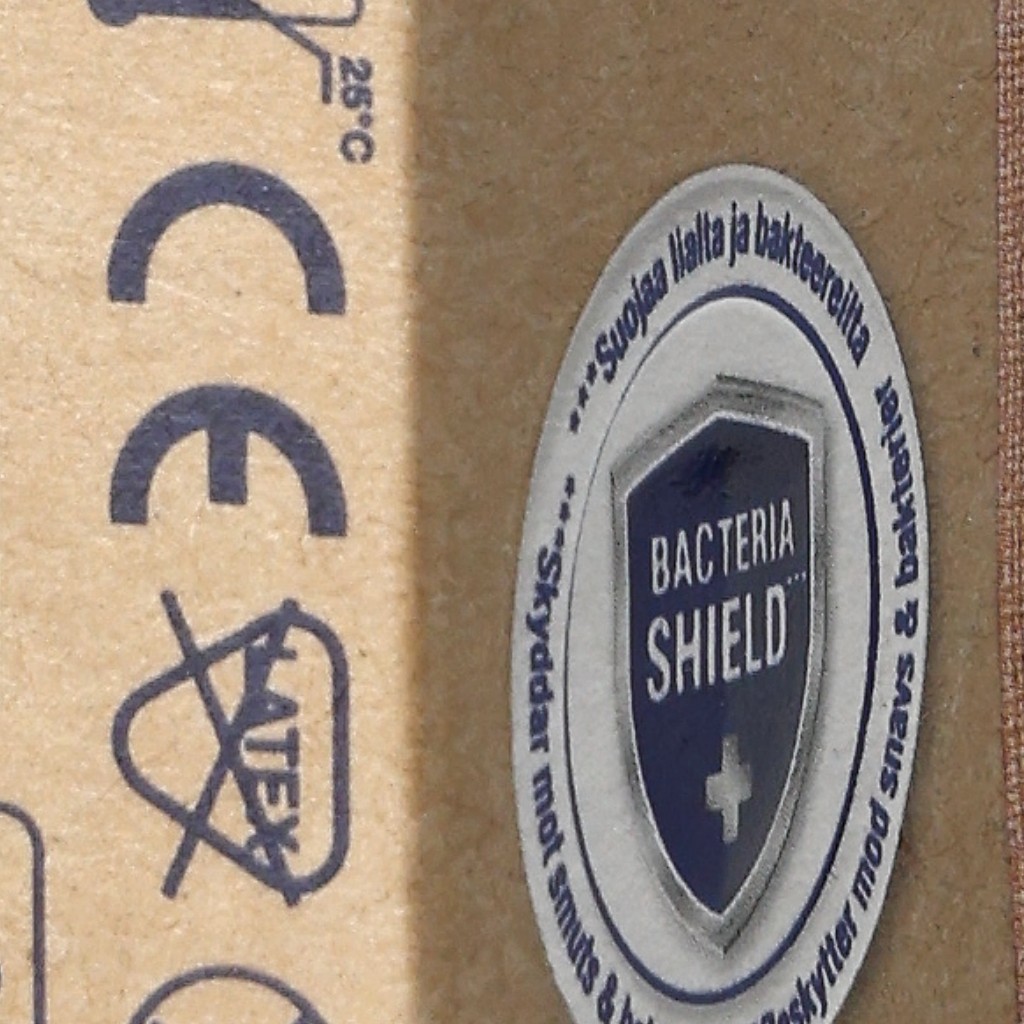 25°C
CE
LATEX
****Suojaa lialta ja bakteereilta
BACTERIA
SHIELD
****Skyddar mot smuts &
Beskytter mod snavs & bakterier